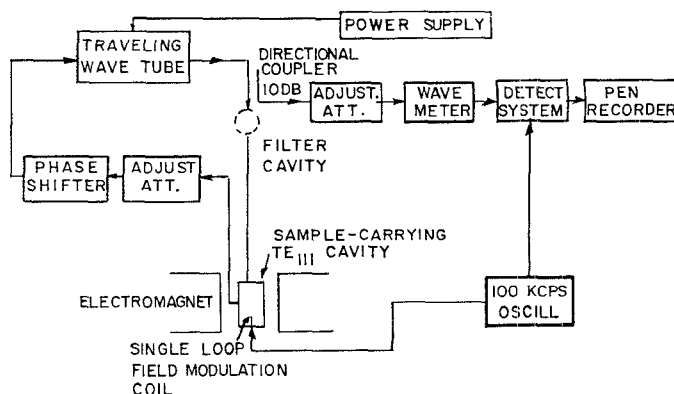 POWER SUPPLY
TRAVELING
WAVE TUBE
DIRECTIONAL
COUPLER
10DB
ADJUST.
ATT.
WAVE
METER
DETECT
SYSTEM
PEN
RECORDER
FILTER
CAVITY
PHASE
SHIFTER
ADJUST
ATT.
SAMPLE-CARRYING
TE111 CAVITY
ELECTROMAGNET
100 KCPS
OSCILL
SINGLE LOOP
FIELD MODULATION
COIL